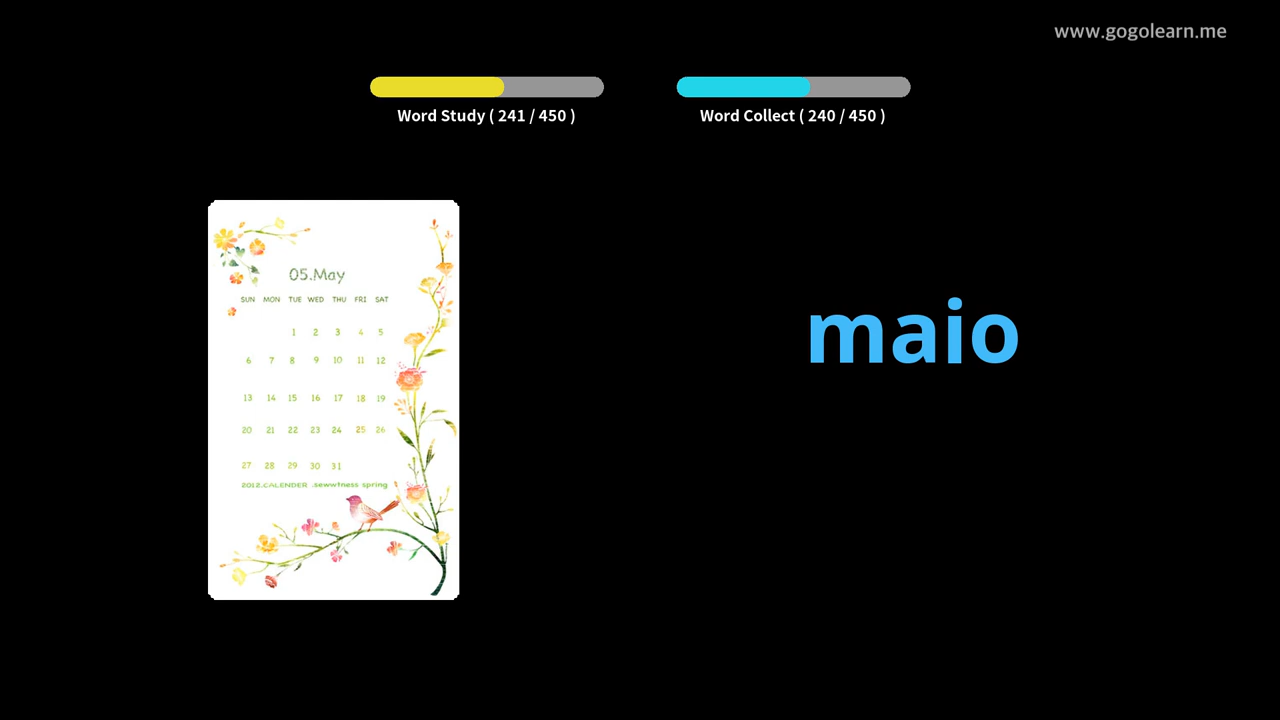 www.gogolearn.me
Word Study ( 241 / 450 )
Word Collect ( 240 / 450 )
05.May
SUN MON TUE WED THU FRI SAT
1 2 3 4 5
6 7 8 9 10 11 12
13 14 15 16 17 18 19
20 21 22 23 24 25 26
27 28 29 30 31
2012.CALENDER .sewwtness spring
maio